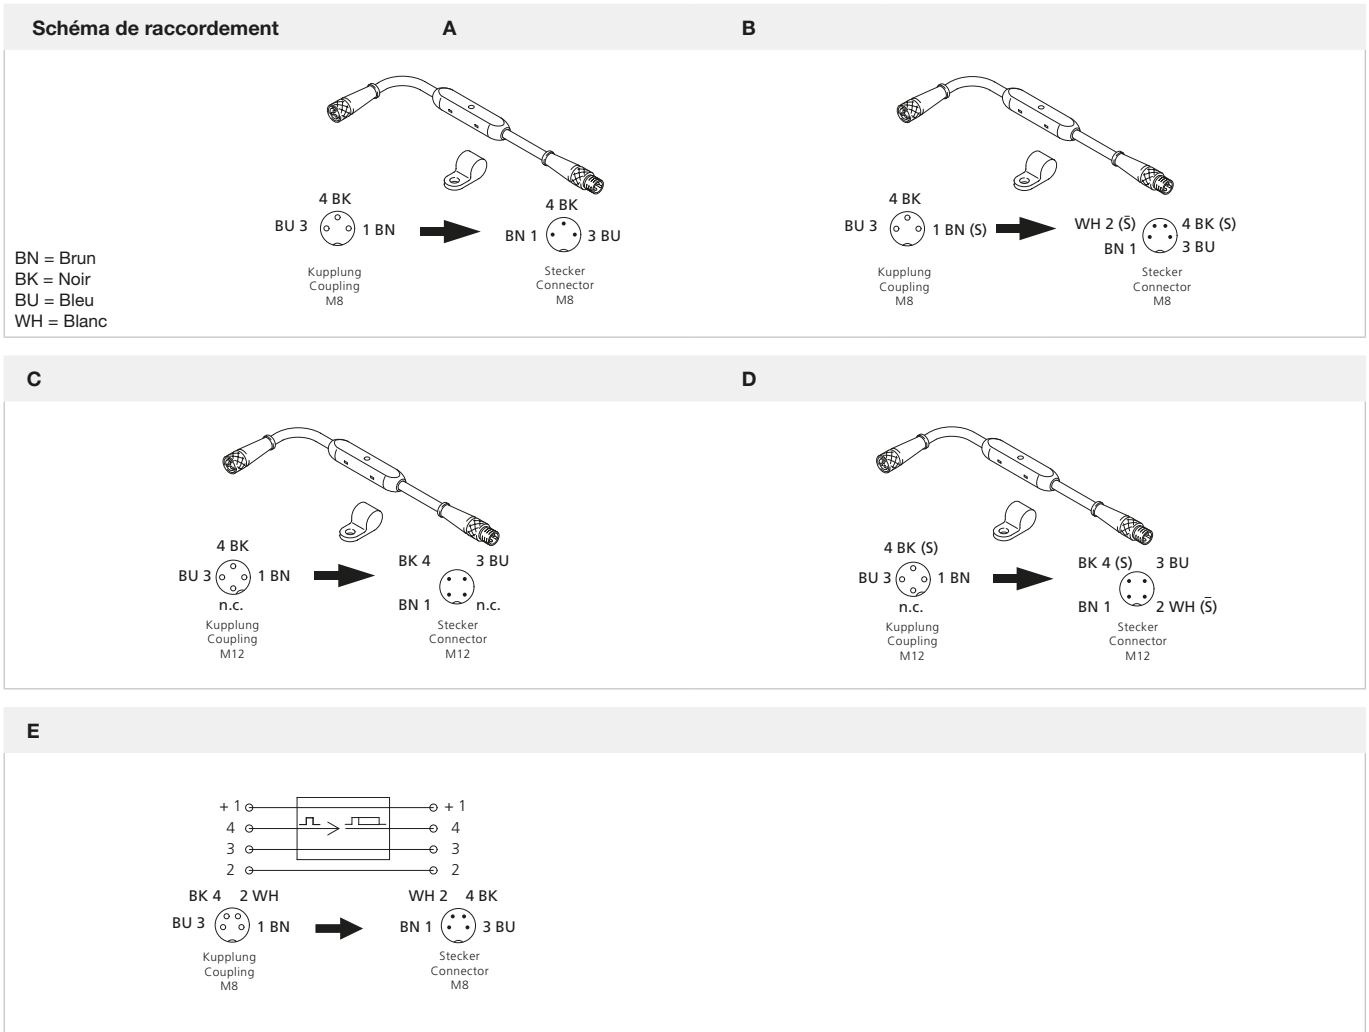 Schéma de raccordement
A
B
4 BK
BU 3
1 BN
4 BK
BN 1
3 BU
Kupplung
Coupling
M8
Stecker
Connector
M8
BN = Brun
BK = Noir
BU = Bleu
WH = Blanc
4 BK
BU 3
1 BN (S)
WH 2 (S̄)
4 BK (S)
BN 1
3 BU
Kupplung
Coupling
M8
Stecker
Connector
M8
C
D
4 BK
BU 3
1 BN
n.c.
BK 4
3 BU
BN 1
n.c.
Kupplung
Coupling
M12
Stecker
Connector
M12
4 BK (S)
BU 3
1 BN
n.c.
BK 4 (S)
3 BU
BN 1
2 WH (S̄)
Kupplung
Coupling
M12
Stecker
Connector
M12
E
+ 1
+ 1
4
4
3
3
2
2
BK 4
2 WH
BU 3
1 BN
WH 2
4 BK
BN 1
3 BU
Kupplung
Coupling
M8
Stecker
Connector
M8